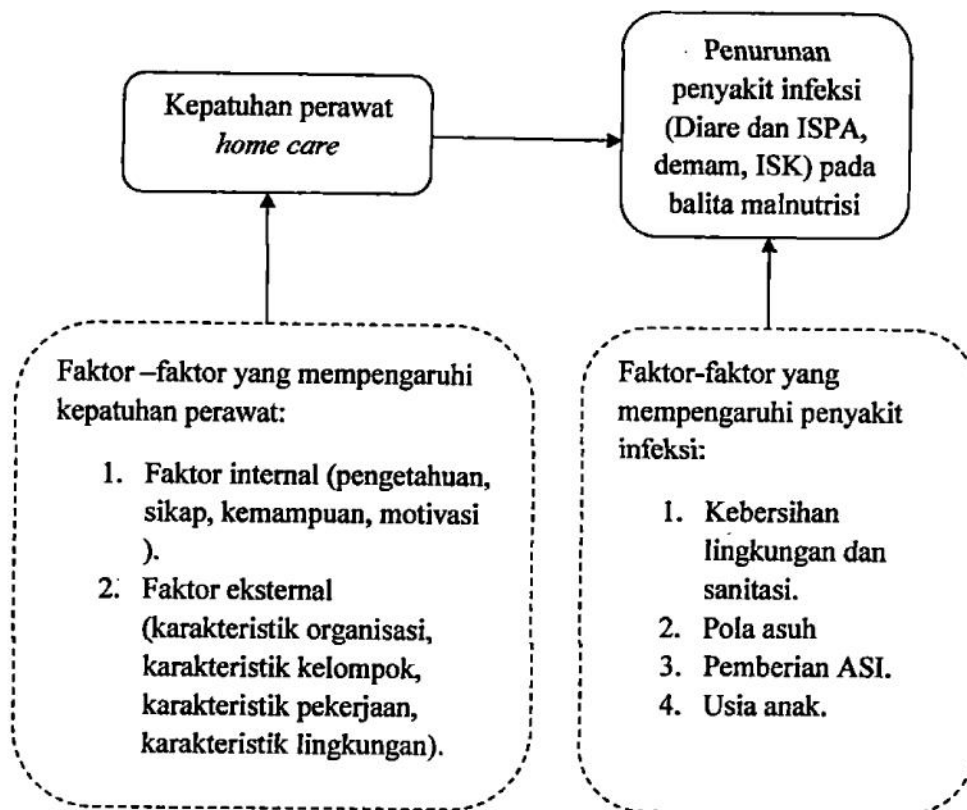 Kepatuhan perawat
home care
Penurunan
penyakit infeksi
(Diare dan ISPA,
demam, ISK) pada
balita malnutrisi
Faktor –faktor yang mempengaruhi
kepatuhan perawat:
1. Faktor internal (pengetahuan,
sikap, kemampuan, motivasi
).
2. Faktor eksternal
(karakteristik organisasi,
karakteristik kelompok,
karakteristik pekerjaan,
karakteristik lingkungan).
Faktor-faktor yang
mempengaruhi penyakit
infeksi:
1. Kebersihan
lingkungan dan
sanitasi.
2. Pola asuh
3. Pemberian ASI.
4. Usia anak.